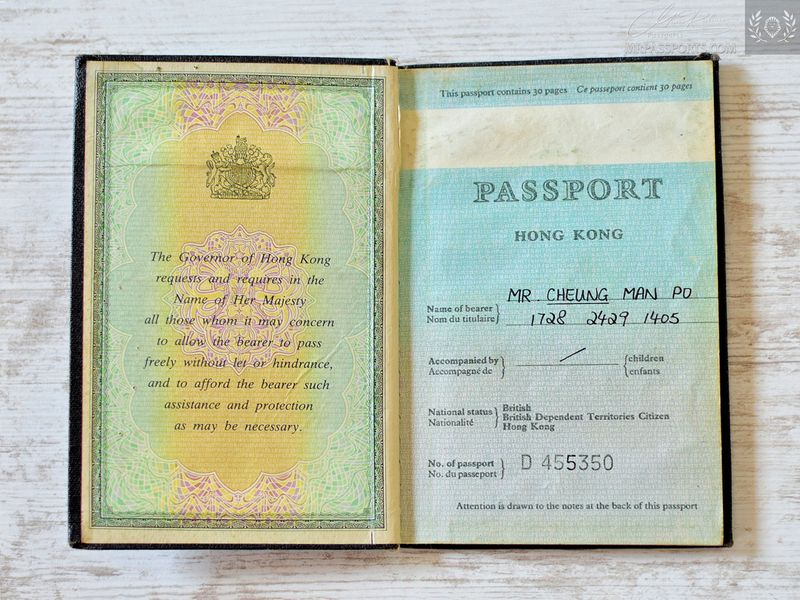 MR-PASSPORTS.COM
The Governor of Hong Kong
requests and requires in the
Name of Her Majesty
all those whom it may concern
to allow the bearer to pass
freely without let or hindrance,
and to afford the bearer such
assistance and protection
as may be necessary.
This passport contains 30 pages Ce passeport contient 30 pages
PASSPORT
HONG KONG
Name of bearer MR. CHEUNG MAN PO
Nom du titulaire 1728 2429 1405
Accompanied by / children
Accompagné de enfants
National status British
Nationalité British Dependent Territories Citizen
Hong Kong
No. of passport D 455350
No. du passeport
Attention is drawn to the notes at the back of this passport